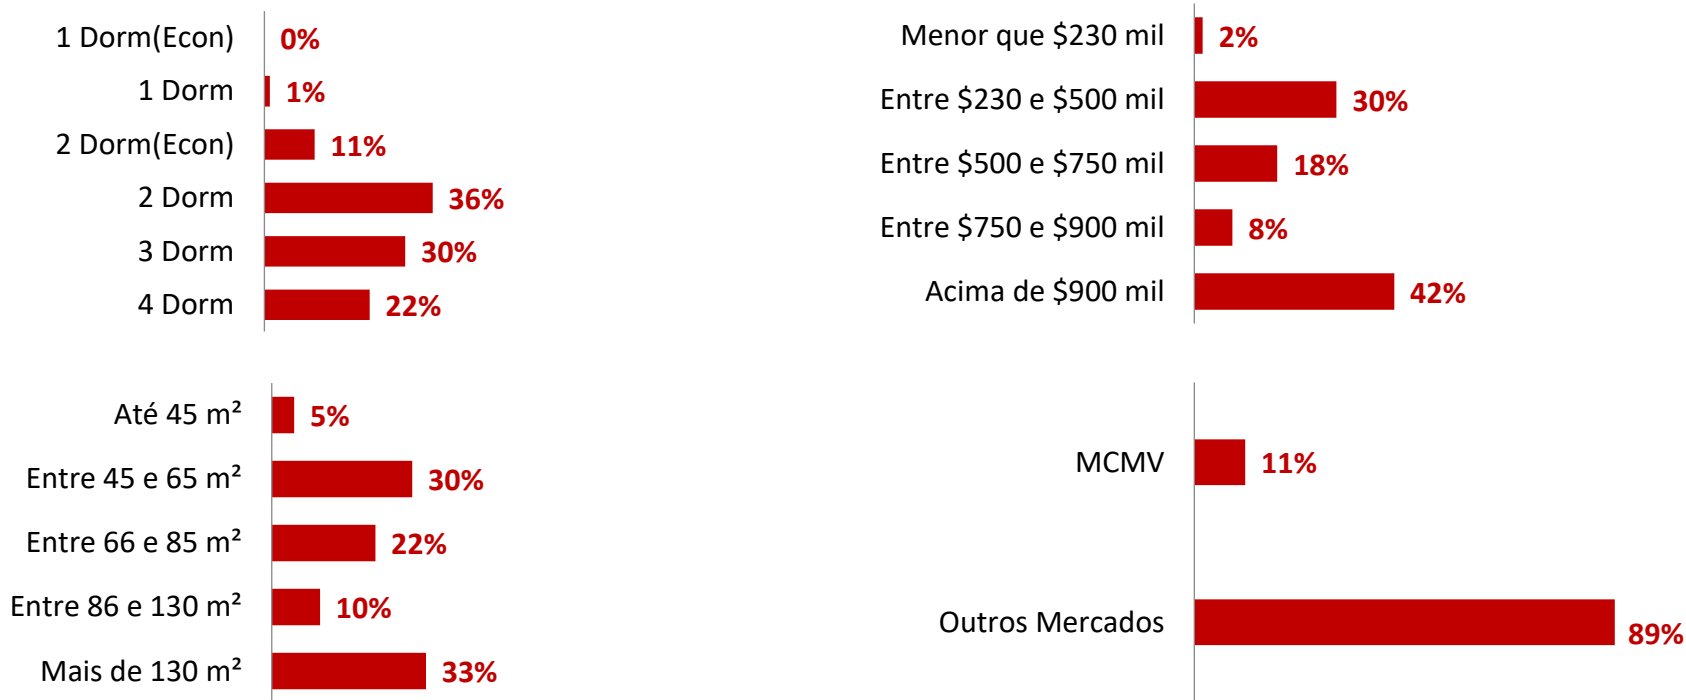 1 Dorm(Econ) 0%
1 Dorm 1%
2 Dorm(Econ) 11%
2 Dorm 36%
3 Dorm 30%
4 Dorm 22%
Menor que $230 mil 2%
Entre $230 e $500 mil 30%
Entre $500 e $750 mil 18%
Entre $750 e $900 mil 8%
Acima de $900 mil 42%
Até 45 m² 5%
Entre 45 e 65 m² 30%
Entre 66 e 85 m² 22%
Entre 86 e 130 m² 10%
Mais de 130 m² 33%
MCMV 11%
Outros Mercados 89%